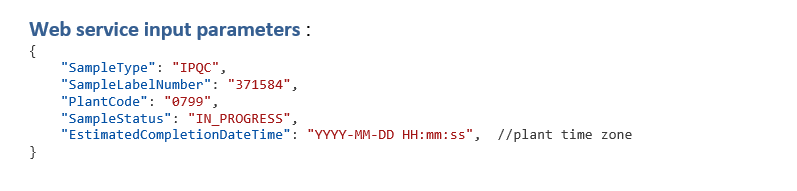 Web service input parameters :
{
    "SampleType": "IPQC",
    "SampleLabelNumber": "371584",
    "PlantCode": "0799",
    "SampleStatus": "IN_PROGRESS",
    "EstimatedCompletionDateTime": "YYYY-MM-DD HH:mm:ss",  //plant time zone
}